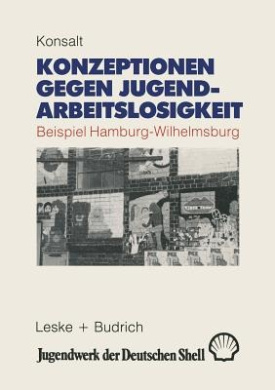 Konsalt
KONZEPTIONEN
GEGEN JUGEND-
ARBEITSLOSIGKEIT
Beispiel Hamburg-Wilhelmsburg
Leske + Budrich
Jugendwerk der Deutschen Shell